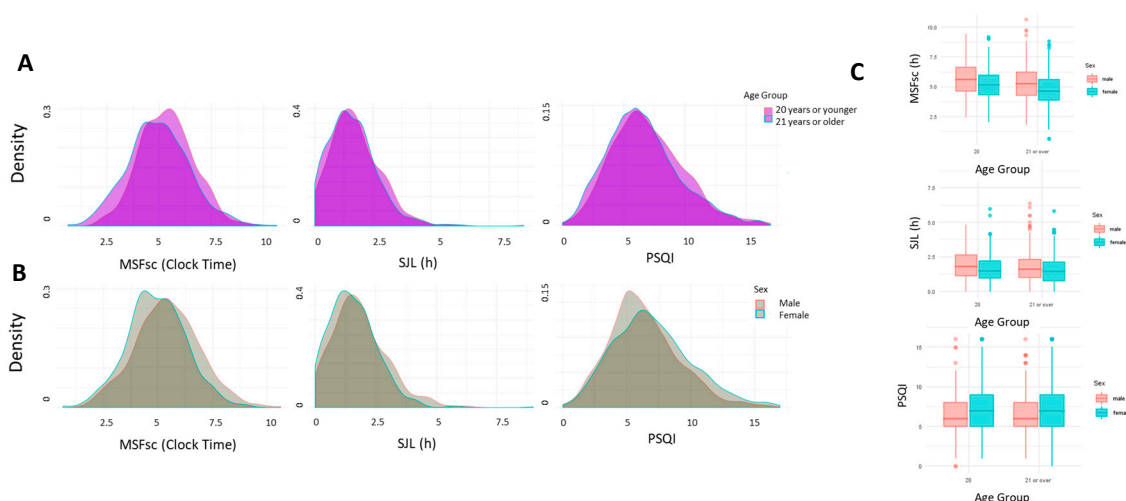 A
Density
0.3
0
2.5
5
7.5
10
MSFsc (Clock Time)
0.4
0
0
2.5
5
7.5
SJL (h)
0.15
0
0
5
10
15
PSQI
Age Group
20 years or younger
21 years or older
B
Density
0.3
0
2.5
5
7.5
10
MSFsc (Clock Time)
0.4
0
0
2.5
5
7.5
SJL (h)
0.15
0
0
5
10
15
PSQI
Sex
Male
Female
C
MSFsc (h)
10.0
7.5
5.0
2.5
20
21 or over
Age Group
Sex
male
female
SJL (h)
7.5
5.0
2.5
0.0
20
21 or over
Age Group
Sex
male
female
PSQI
15
10
5
0
20
21 or over
Age Group
Sex
male
female